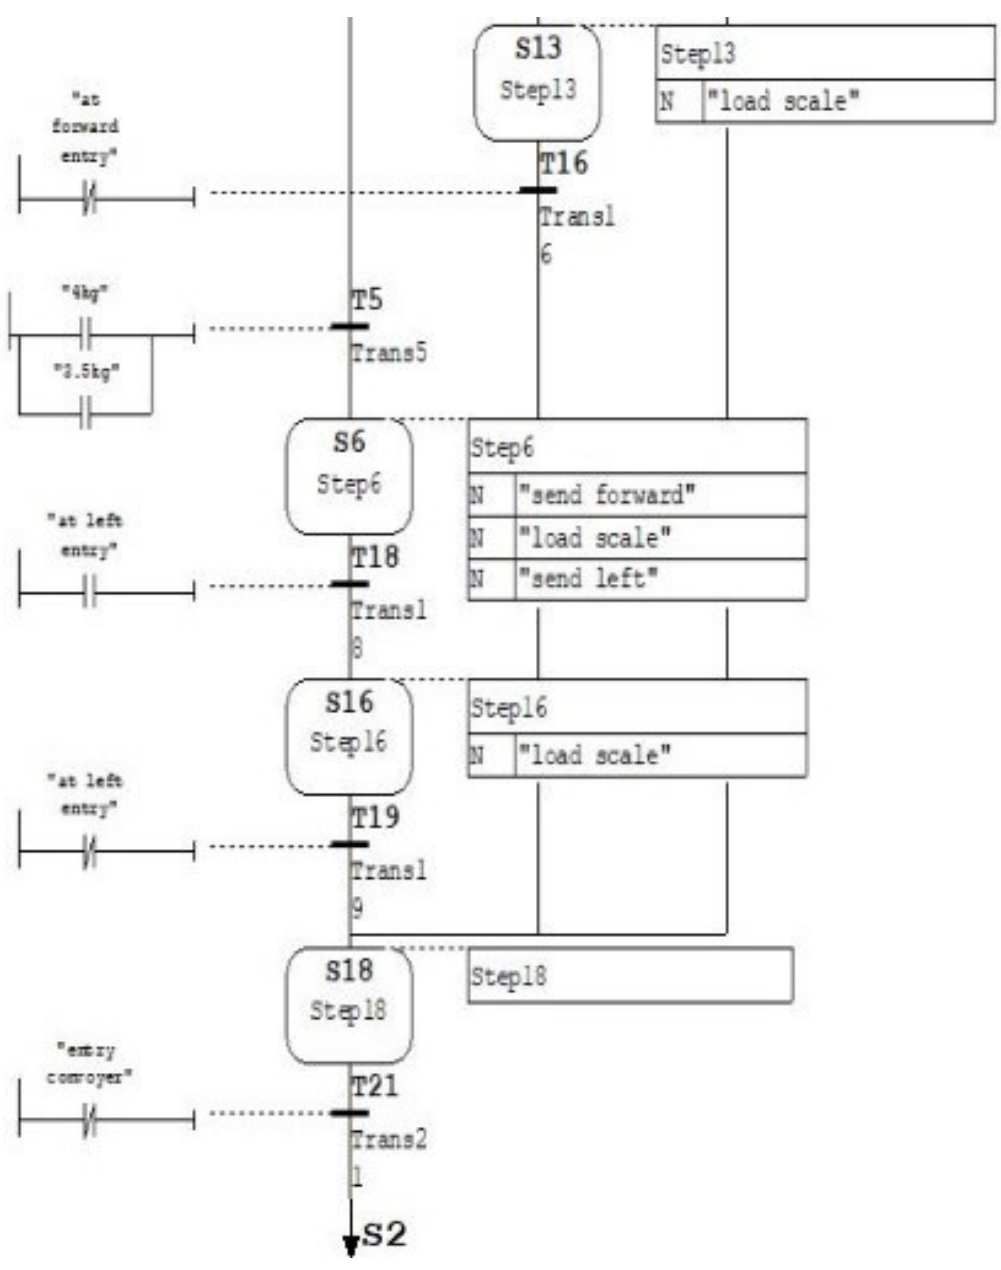 S13
Step13
Step13
N "load scale"
"at
forward
entry"
T16
Trans1
6
"4kg"
T5
Trans5
"3.5kg"
S6
Step6
Step6
N "send forward"
N "load scale"
N "send left"
"at left
entry"
T18
Trans1
8
S16
Step16
Step16
N "load scale"
"at left
entry"
T19
Trans1
9
S18
Step18
Step18
"entry
conveyer"
T21
Trans2
1
S2